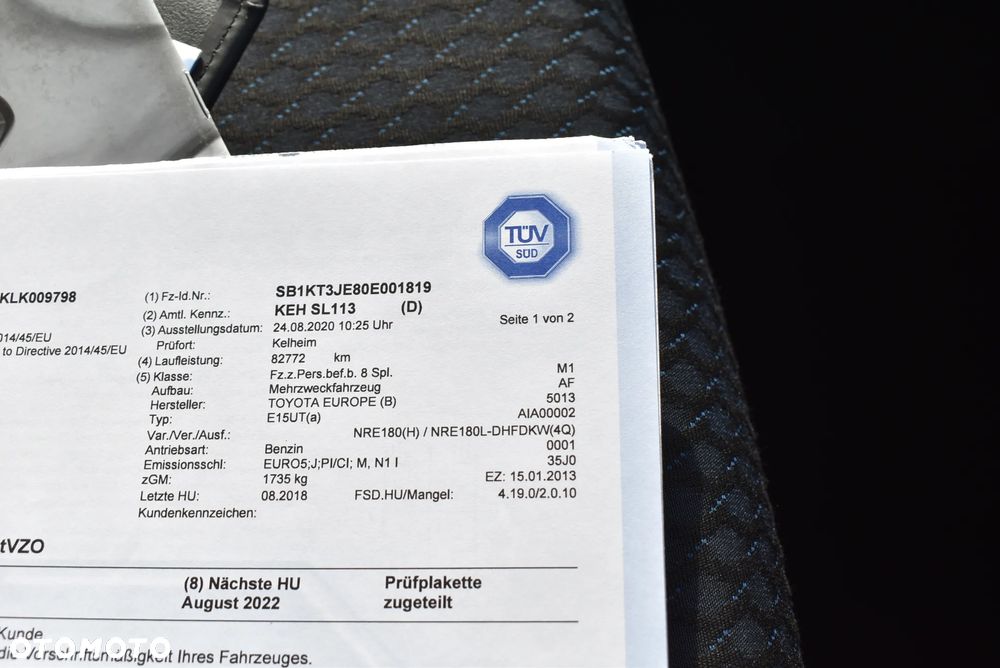 TÜV
SÜD
KLK009798
(1) Fz-Id.Nr.: SB1KT3JE80E001819
(2) Amtl. Kennz.: KEH SL113 (D)
(3) Ausstellungsdatum: 24.08.2020 10:25 Uhr Seite 1 von 2
014/45/EU
to Directive 2014/45/EU
Prüfort: Kelheim
(4) Laufleistung: 82772 km
(5) Klasse: Fz.z.Pers.bef.b. 8 Spl. M1
Aufbau: Mehrzweckfahrzeug AF
Hersteller: TOYOTA EUROPE (B) 5013
Typ: E15UT(a) AIA00002
Var./Ver./Ausf.: NRE180(H) / NRE180L-DHFDKW(4Q)
Antriebsart: Benzin 0001
Emissionsschl: EURO5;J;PI/CI; M, N1 I 35J0
zGM: 1735 kg EZ: 15.01.2013
Letzte HU: 08.2018 FSD.HU/Mangel: 4.19.0/2.0.10
Kundenkennzeichen:
tVZO
(8) Nächste HU Prüfplakette
August 2022 zugeteilt
Kunde
die Vorschriftsmäßigkeit Ihres Fahrzeuges.
OTOMOTO